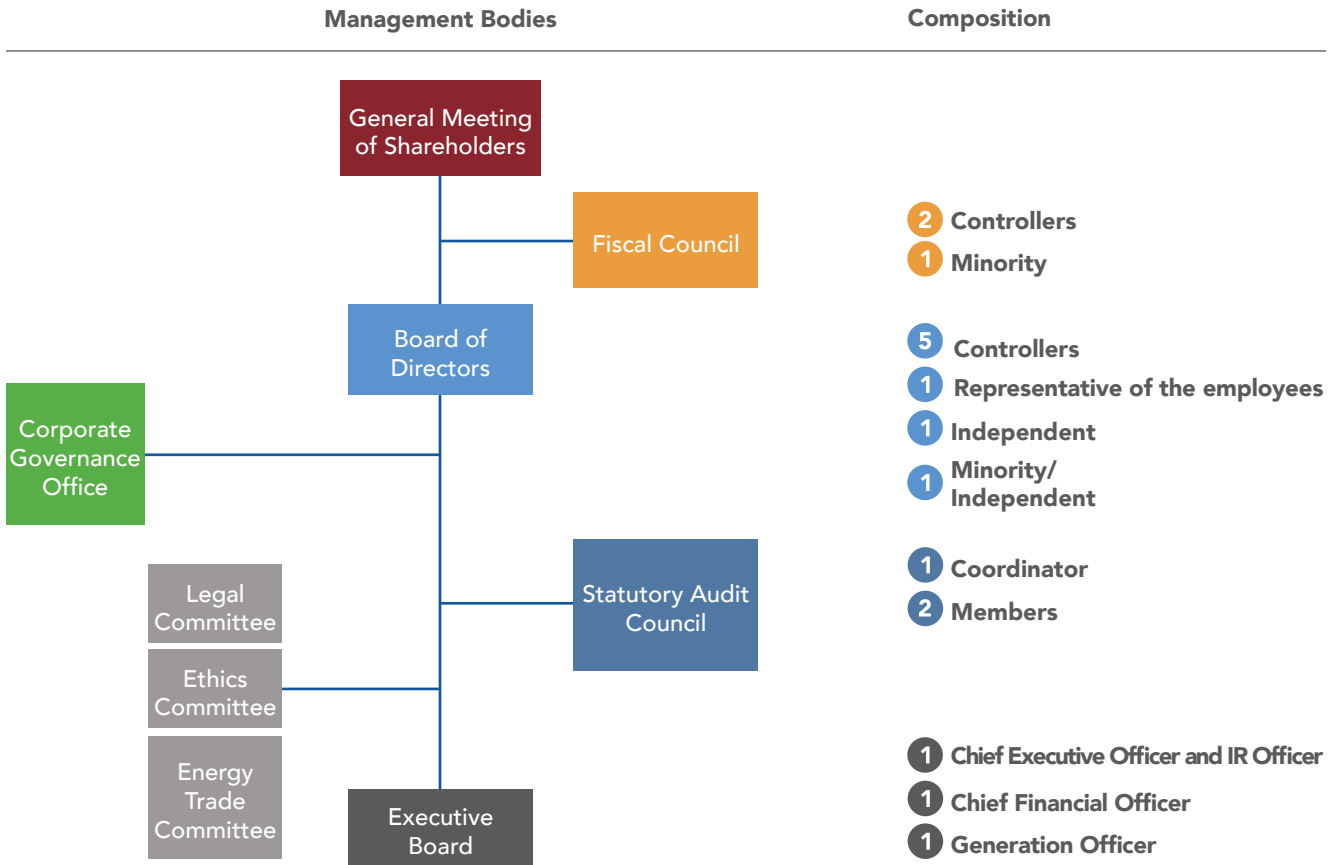 Management Bodies
Composition
General Meeting
of Shareholders
Fiscal Council
2 Controllers
1 Minority
Board of
Directors
5 Controllers
1 Representative of the employees
1 Independent
1 Minority/
Independent
Corporate
Governance
Office
Statutory Audit
Council
1 Coordinator
2 Members
Legal
Committee
Ethics
Committee
Energy
Trade
Committee
Executive
Board
1 Chief Executive Officer and IR Officer
1 Chief Financial Officer
1 Generation Officer